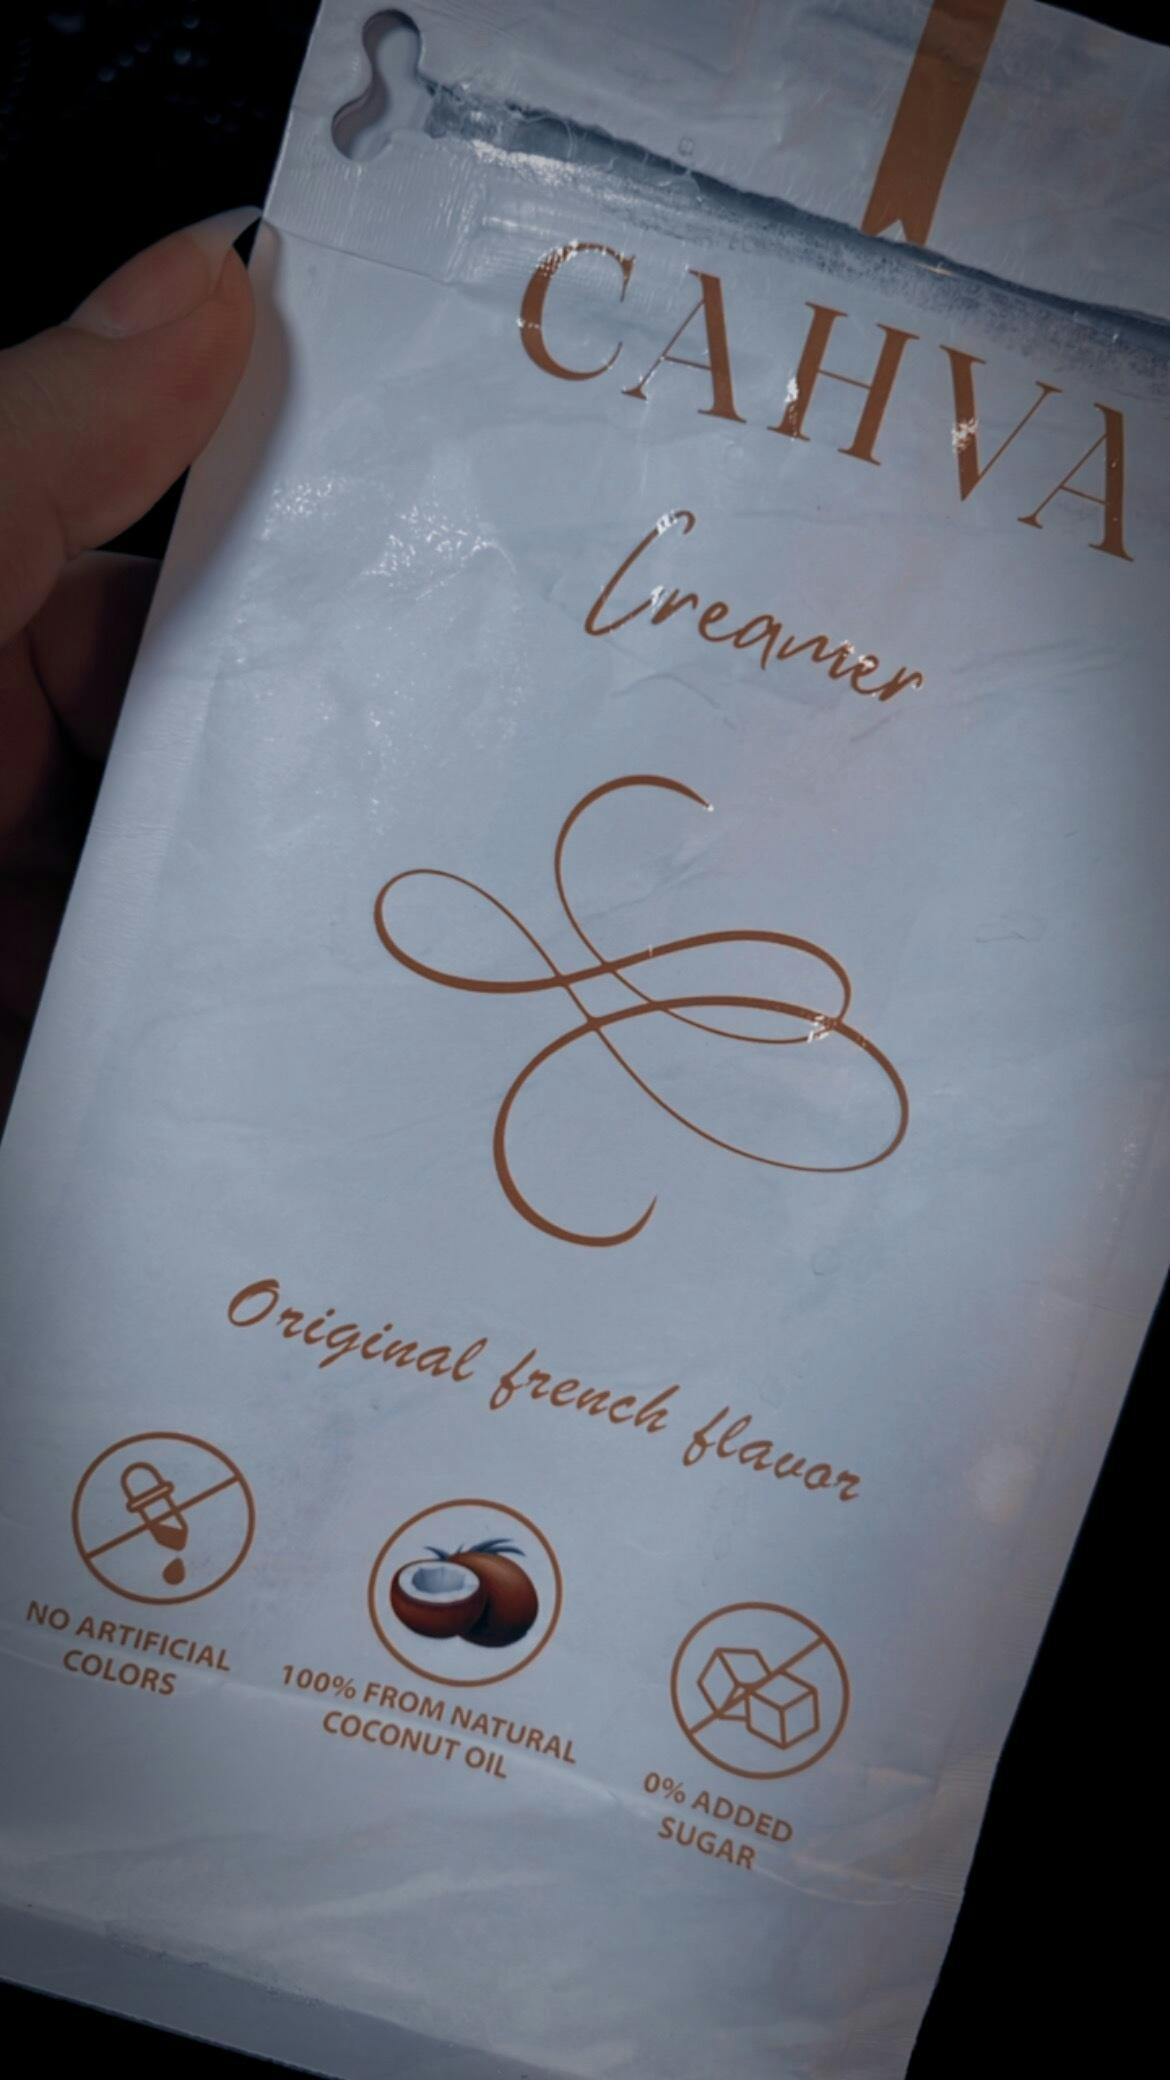 CAHVA
Creamer
Original french flavor
NO ARTIFICIAL
COLORS
100% FROM NATURAL
COCONUT OIL
0% ADDED
SUGAR